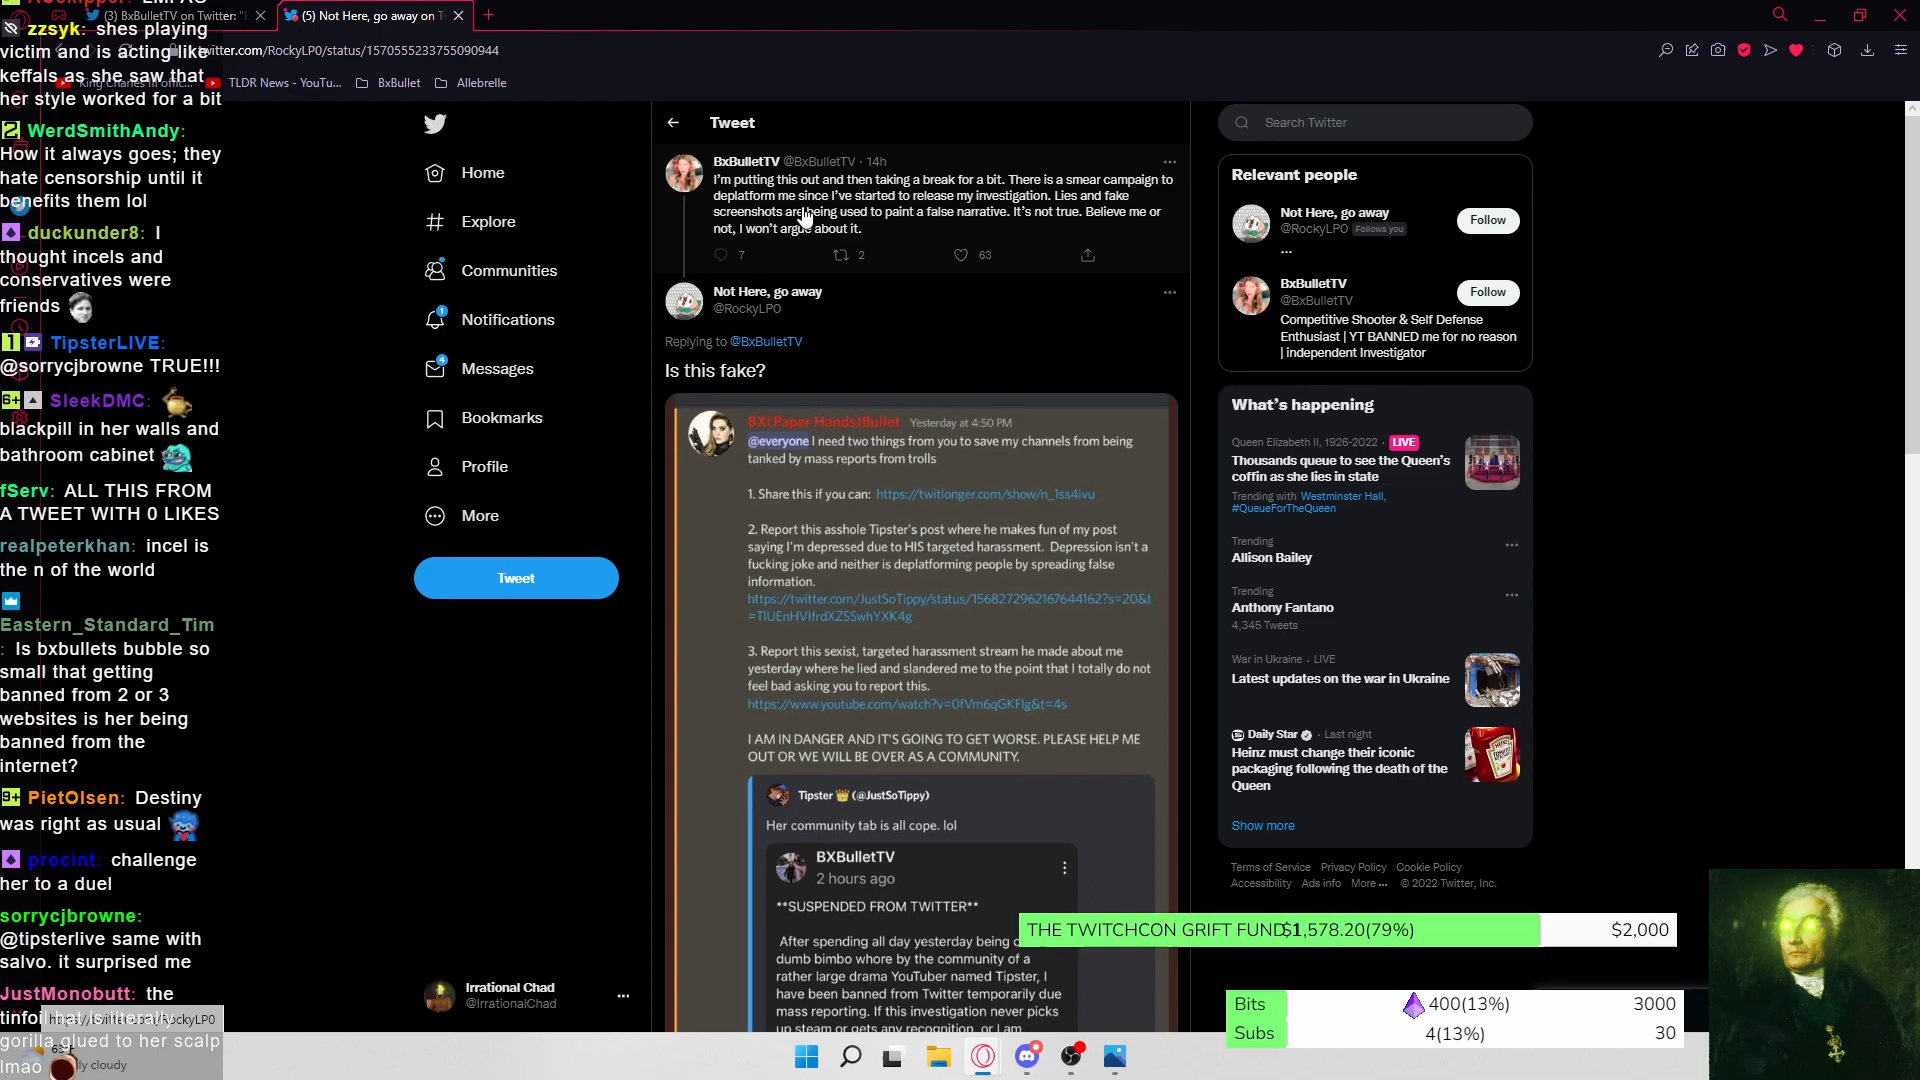 (3) BxBulletTV on Twitter: "
(5) Not Here, go away on T
twitter.com/RockyLP0/status/1570555233755090944
King Charles III offic...
TLDR News - YouTu...
BxBullet
Allebrelle
zzsyk: shes playing
victim and is acting like
keffals as she saw that
her style worked for a bit
WerdSmithAndy:
How it always goes; they
hate censorship until it
benefits them lol
duckunder8: I
thought incels and
conservatives were
friends
TipsterLIVE:
@sorrycjbrowne TRUE!!!
6+ SleekDMC:
blackpill in her walls and
bathroom cabinet
fServ: ALL THIS FROM
A TWEET WITH 0 LIKES
realpeterkhan: incel is
the n of the world
Eastern_Standard_Tim
: Is bxbullets bubble so
small that getting
banned from 2 or 3
websites is her being
banned from the
internet?
9+ PietOlsen: Destiny
was right as usual
procint: challenge
her to a duel
sorrycjbrowne:
@tipsterlive same with
salvo. it surprised me
JustMonobutt: the
tinfoil hat is literally
gorilla glued to her scalp
lmao
Home
Explore
Communities
Notifications
1
Messages
4
Bookmarks
Profile
More
Tweet
Irrational Chad
@IrrationalChad
Tweet
BxBulletTV @BxBulletTV · 14h
I'm putting this out and then taking a break for a bit. There is a smear campaign to
deplatform me since I've started to release my investigation. Lies and fake
screenshots are being used to paint a false narrative. It's not true. Believe me or
not, I won't argue about it.
7 2 63
Not Here, go away
@RockyLP0
Replying to @BxBulletTV
Is this fake?
BX(Paper Hands)Bullet Yesterday at 4:50 PM
@everyone I need two things from you to save my channels from being
tanked by mass reports from trolls
1. Share this if you can: https://twitlonger.com/show/n_1ss4ivu
2. Report this asshole Tipster's post where he makes fun of my post
saying I'm depressed due to HIS targeted harassment. Depression isn't a
fucking joke and neither is deplatforming people by spreading false
information.
https://twitter.com/JustSoTippy/status/1568272962167644162?s=20&t
=TlUEnHVIfrdXZSSwhYXK4g
3. Report this sexist, targeted harassment stream he made about me
yesterday where he lied and slandered me to the point that I totally do not
feel bad asking you to report this.
https://www.youtube.com/watch?v=0fVm6qGKFlg&t=4s
I AM IN DANGER AND IT'S GOING TO GET WORSE. PLEASE HELP ME
OUT OR WE WILL BE OVER AS A COMMUNITY.
Tipster (@JustSoTippy)
Her community tab is all cope. lol
BXBulletTV
2 hours ago
**SUSPENDED FROM TWITTER**
After spending all day yesterday being
dumb bimbo whore by the community of a
rather large drama YouTuber named Tipster, I
have been banned from Twitter temporarily due
mass reporting. If this investigation never picks
up steam or gets any recognition, or I am
Search Twitter
Relevant people
Not Here, go away
@RockyLP0 Follows you
...
Follow
BxBulletTV
@BxBulletTV
Follow
Competitive Shooter & Self Defense
Enthusiast | YT BANNED me for no reason
| independent Investigator
What's happening
Queen Elizabeth II, 1926-2022 · LIVE
Thousands queue to see the Queen's
coffin as she lies in state
Trending with Westminster Hall,
#QueueForTheQueen
Trending
Allison Bailey
Trending
Anthony Fantano
4,345 Tweets
War in Ukraine · LIVE
Latest updates on the war in Ukraine
Daily Star · Last night
Heinz must change their iconic
packaging following the death of the
Queen
Show more
Terms of Service Privacy Policy Cookie Policy
Accessibility Ads info More ... © 2022 Twitter, Inc.
THE TWITCHCON GRIFT FUND $1,578.20(79%) $2,000
Bits 400(13%) 3000
Subs 4(13%) 30